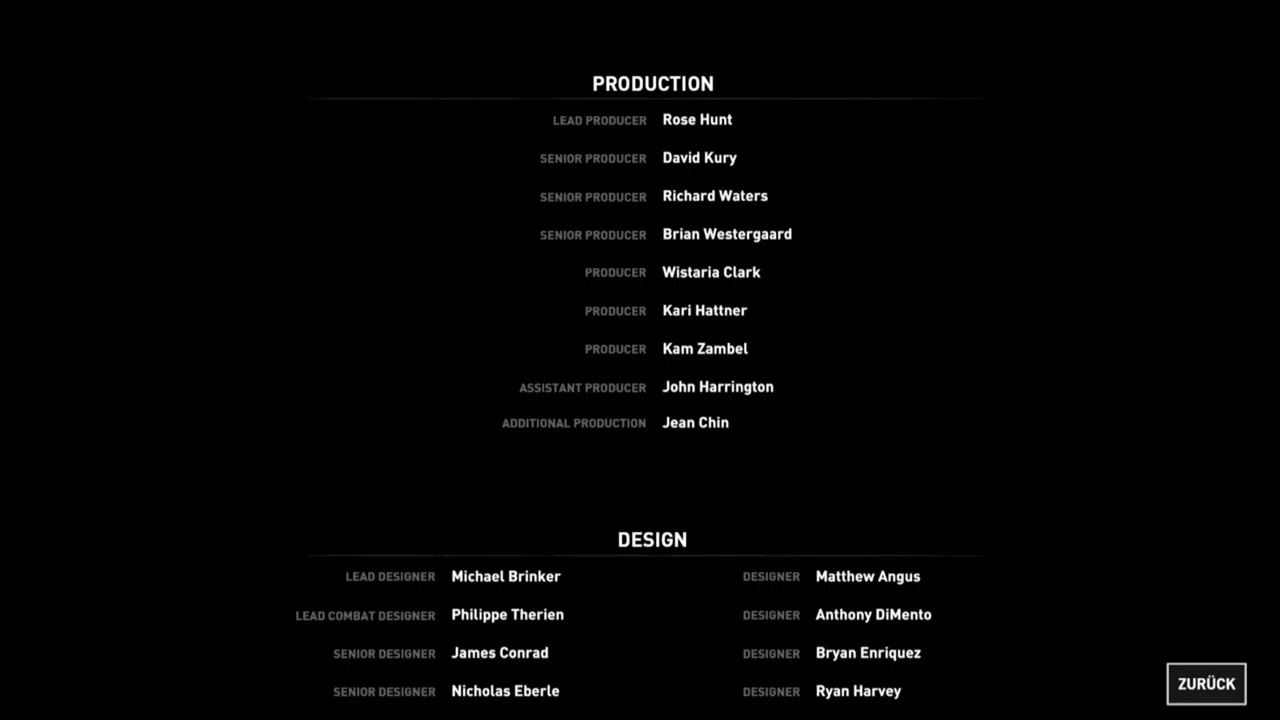 PRODUCTION
LEAD PRODUCER Rose Hunt
SENIOR PRODUCER David Kury
SENIOR PRODUCER Richard Waters
SENIOR PRODUCER Brian Westergaard
PRODUCER Wistaria Clark
PRODUCER Kari Hattner
PRODUCER Kam Zambel
ASSISTANT PRODUCER John Harrington
ADDITIONAL PRODUCTION Jean Chin
DESIGN
LEAD DESIGNER Michael Brinker DESIGNER Matthew Angus
LEAD COMBAT DESIGNER Philippe Therien DESIGNER Anthony DiMento
SENIOR DESIGNER James Conrad DESIGNER Bryan Enriquez
SENIOR DESIGNER Nicholas Eberle DESIGNER Ryan Harvey
ZURÜCK